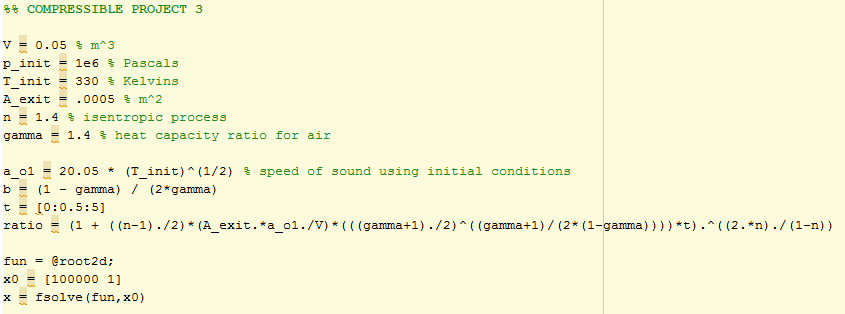 %% COMPRESSIBLE PROJECT 3
V = 0.05 % m^3
p_init = 1e6 % Pascals
T_init = 330 % Kelvins
A_exit = .0005 % m^2
n = 1.4 % isentropic process
gamma = 1.4 % heat capacity ratio for air
a_o1 = 20.05 * (T_init)^(1/2) % speed of sound using initial conditions
b = (1 - gamma) / (2*gamma)
t = [0:0.5:5]
ratio = (1 + ((n-1)./2)*(A_exit.*a_o1./V)*(((gamma+1)./2)^((gamma+1)/(2*(1-gamma))))*t).^((2.*n)./(1-n))
fun = @root2d;
x0 = [100000 1]
x = fsolve(fun,x0)